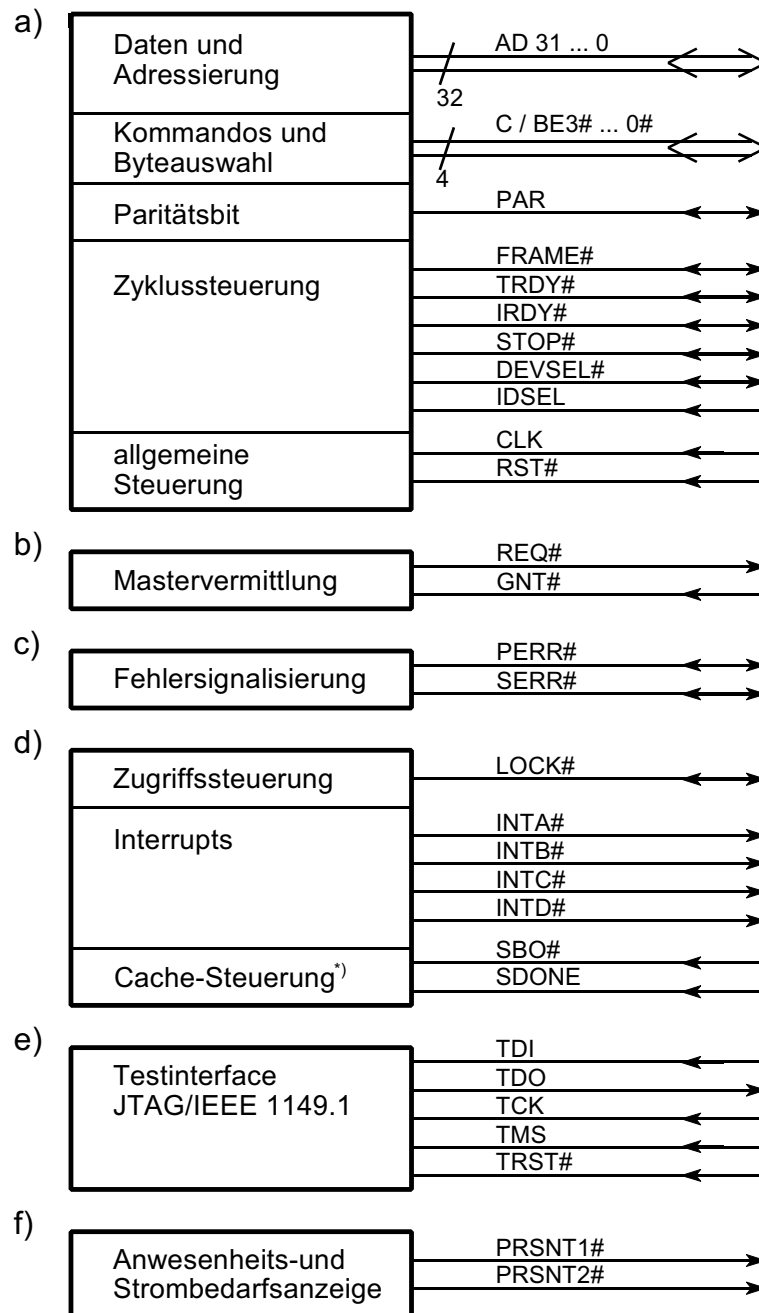 a)
Daten und
Adressierung
AD 31 ... 0
32
Kommandos und
Byteauswahl
C / BE3# ... 0#
4
Paritätsbit
PAR
Zyklussteuerung
FRAME#
TRDY#
IRDY#
STOP#
DEVSEL#
IDSEL
allgemeine
Steuerung
CLK
RST#
b)
Mastervermittlung
REQ#
GNT#
c)
Fehlersignalisierung
PERR#
SERR#
d)
Zugriffssteuerung
LOCK#
Interrupts
INTA#
INTB#
INTC#
INTD#
Cache-Steuerung*)
SBO#
SDONE
e)
Testinterface
JTAG/IEEE 1149.1
TDI
TDO
TCK
TMS
TRST#
f)
Anwesenheits-und
Strombedarfsanzeige
PRSNT1#
PRSNT2#